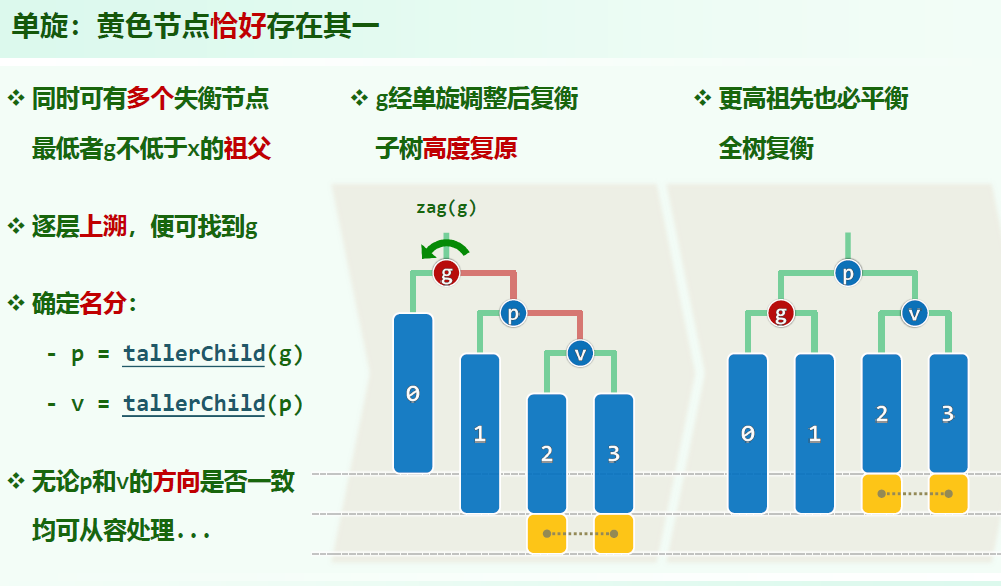 单旋：黄色节点恰好存在其一
❖ 同时可有多个失衡节点
最低者g不低于x的祖父
❖ 逐层上溯，便可找到g
❖ 确定名分：
- p = tallerChild(g)
- v = tallerChild(p)
❖ 无论p和v的方向是否一致
均可从容处理...
❖ g经单旋调整后复衡
子树高度复原
zag(g)
g
p
v
0
1
2
3
❖ 更高祖先也必平衡
全树复衡
p
g
v
0
1
2
3